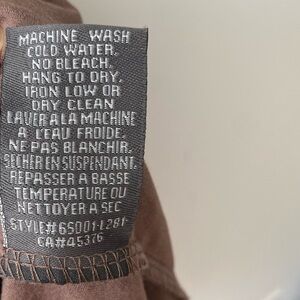 MACHINE WASH
COLD WATER.
NO BLEACH.
HANG TO DRY.
IRON LOW OR
DRY CLEAN
LAVER A LA MACHINE
A L'EAU FROIDE.
NE PAS BLANCHIR.
SECHER EN SUSPENDANT.
REPASSER A BASSE
TEMPERATURE OU
NETTOYER A SEC
STYLE# 65001-L281-
CA#45376